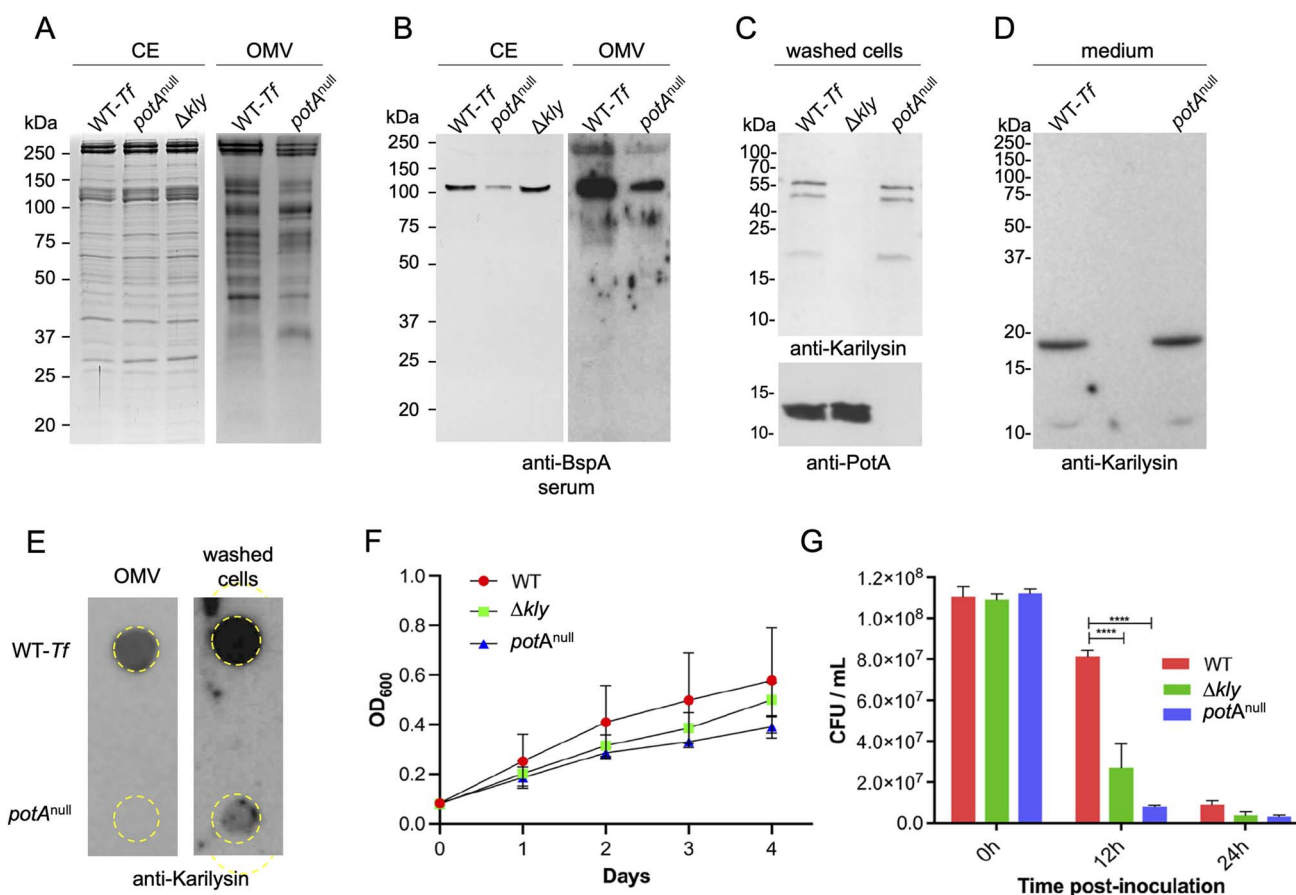 A
CE
OMV
WT-Tf
potAnull
Δkly
WT-Tf
potAnull
kDa
250
150
100
75
50
37
25
20
B
CE
OMV
WT-Tf
potAnull
Δkly
WT-Tf
potAnull
kDa
250
150
100
75
50
37
25
20
anti-BspA
serum
C
washed cells
WT-Tf
Δkly
potAnull
kDa
100-
70-
55-
40-
25-
15-
10-
anti-Karilysin
15-
10-
anti-PotA
D
medium
WT-Tf
potAnull
kDa
250-
150-
100-
75-
50-
37-
20-
15-
10-
anti-Karilysin
E
OMV
washed
cells
WT-Tf
potAnull
anti-Karilysin
F
OD600
1.0
0.8
0.6
0.4
0.2
0.0
0 1 2 3 4
Days
WT
Δkly
potAnull
G
CFU / mL
1.2×10⁸
1.0×10⁸
8.0×10⁷
6.0×10⁷
4.0×10⁷
2.0×10⁷
0.0
****
****
WT
Δkly
potAnull
0h
12h
24h
Time post-inoculation